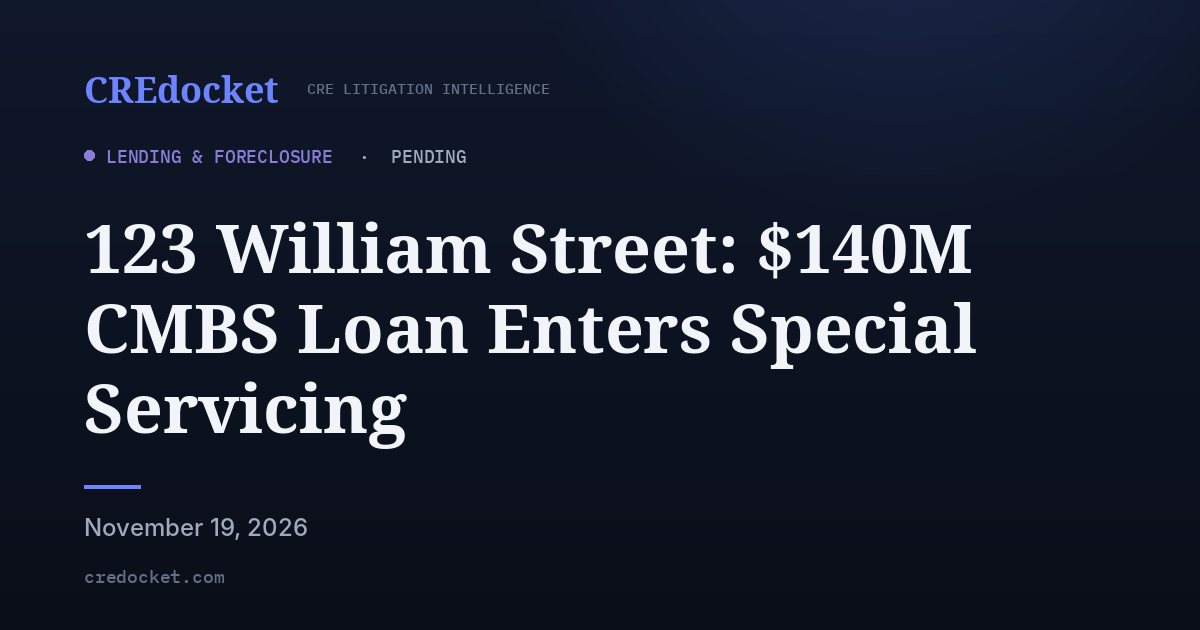 CREdocket CRE LITIGATION INTELLIGENCE
LENDING & FORECLOSURE · PENDING
123 William Street: $140M
CMBS Loan Enters Special
Servicing
November 19, 2026
credocket.com